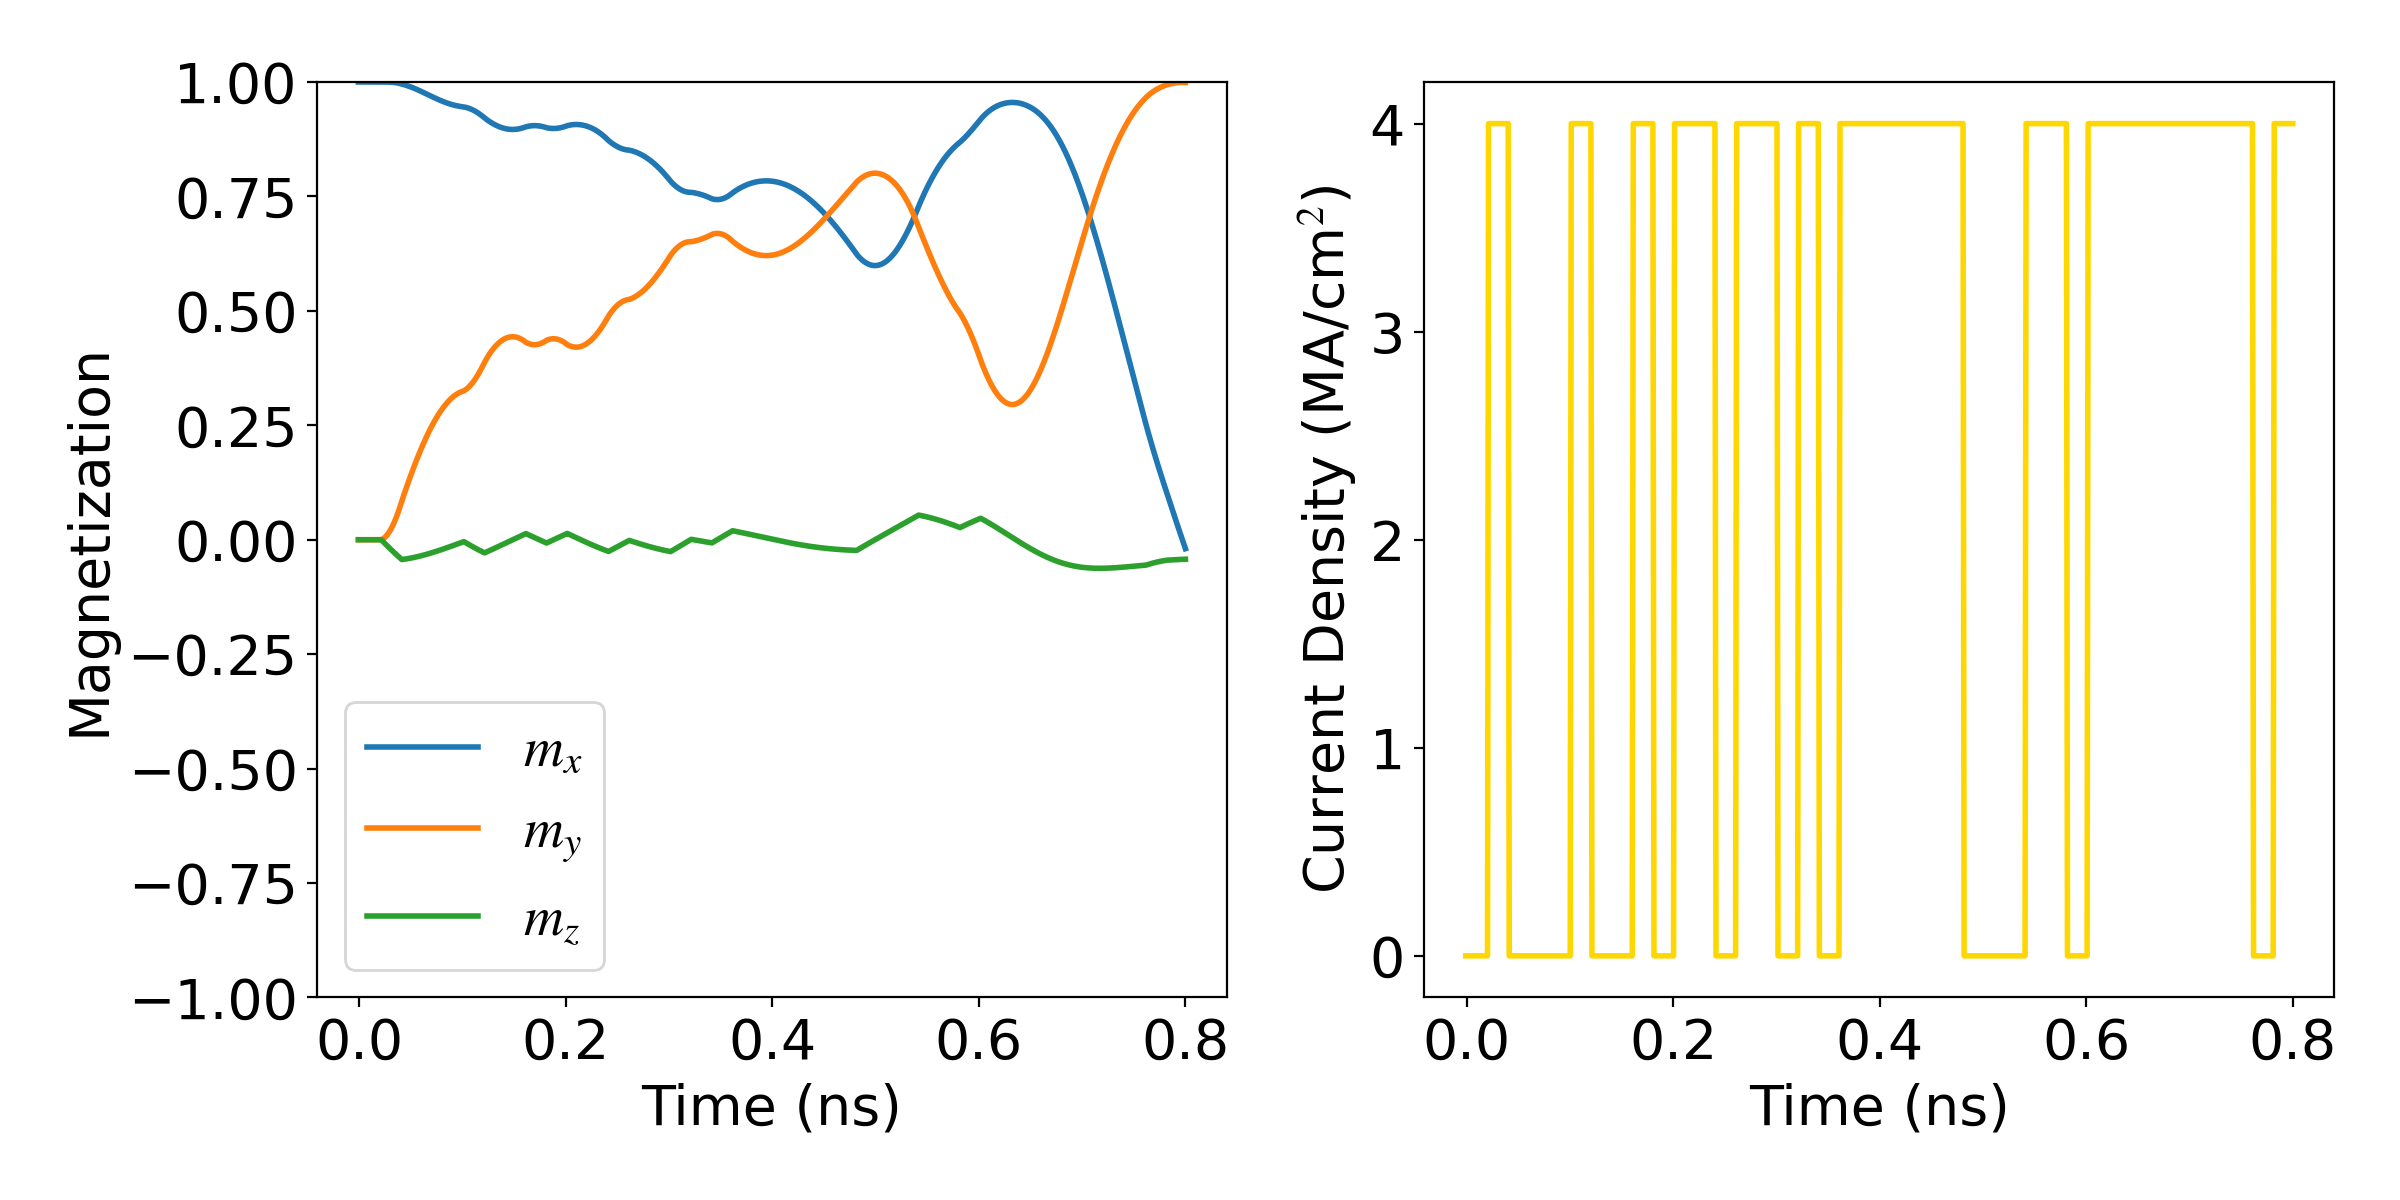 Magnetization
1.00
0.75
0.50
0.25
0.00
−0.25
−0.50
−0.75
−1.00
0.0 0.2 0.4 0.6 0.8
Time (ns)
m_x
m_y
m_z
Current Density (MA/cm²)
4
3
2
1
0
0.0 0.2 0.4 0.6 0.8
Time (ns)